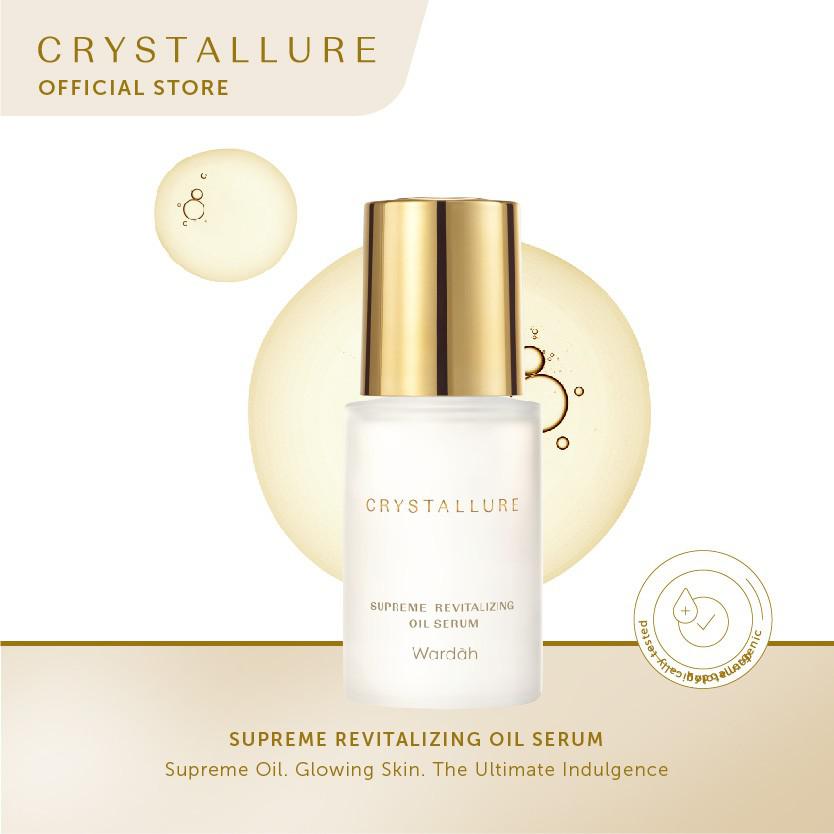 CRYSTALLURE
OFFICIAL STORE
CRYSTALLURE
SUPREME REVITALIZING
OIL SERUM
Wardâh
SUPREME REVITALIZING OIL SERUM
Supreme Oil. Glowing Skin. The Ultimate Indulgence